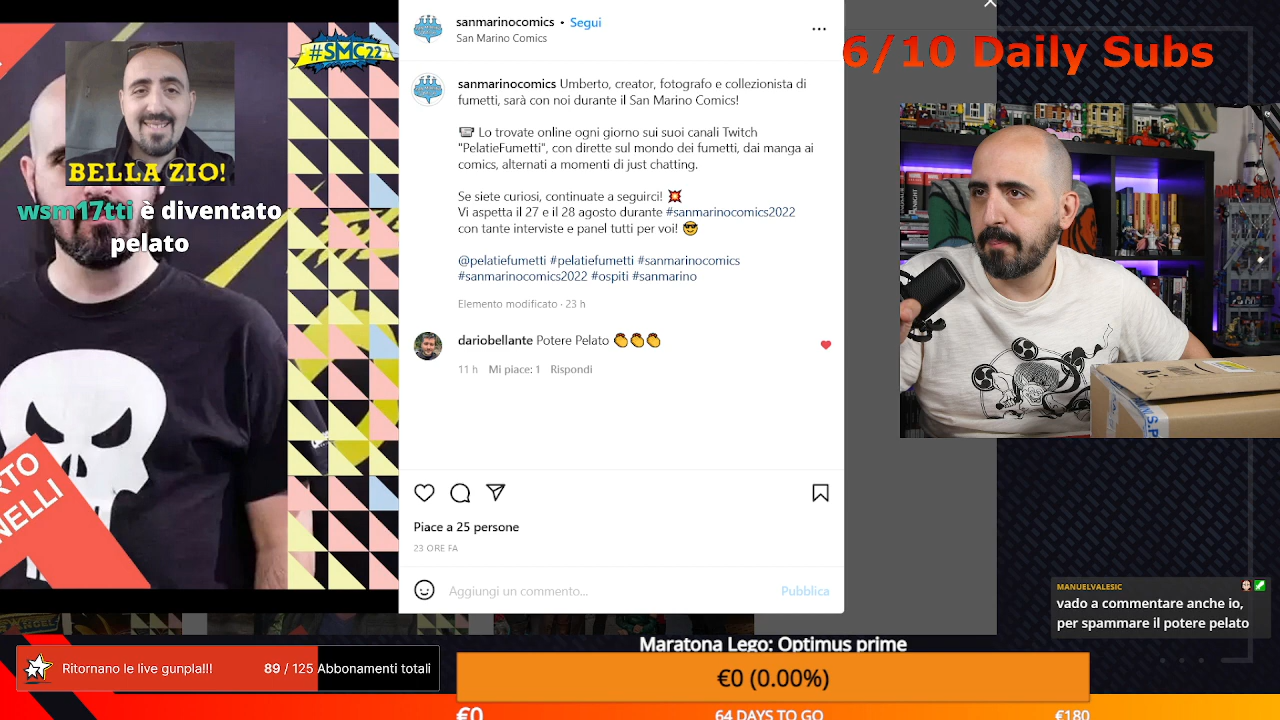 #SMC22
BELLA ZIO!
wsm17tti è diventato
pelato
sanmarinocomics • Segui
San Marino Comics
sanmarinocomics Umberto, creator, fotografo e collezionista di
fumetti, sarà con noi durante il San Marino Comics!
Lo trovate online ogni giorno sui suoi canali Twitch
"PelatieFumetti", con dirette sul mondo dei fumetti, dai manga ai
comics, altenati a momenti di just chatting.
Se siete curiosi, continuate a seguirci! 💥
Vi aspetta il 27 e il 28 agosto durante #sanmarinocomics2022
con tante interviste e panel tutti per voi! 😎
@pelatiefumetti #pelatiefumetti #sanmarinocomics
#sanmarinocomics2022 #ospiti #sanmarino
Elemento modificato · 23 h
dariobellante Potere Pelato 👏👏👏
11 h Mi piace: 1 Rispondi
Piace a 25 persone
23 ORE FA
Aggiungi un commento... Pubblica
6/10 Daily Subs
MANUELVALESIC
vado a commentare anche io,
per spammare il potere pelato
Ritornano le live gunpla!!! 89 / 125 Abbonamenti totali
Maratona Lego: Optimus prime
€0 (0.00%)
€0 64 DAYS TO GO €180